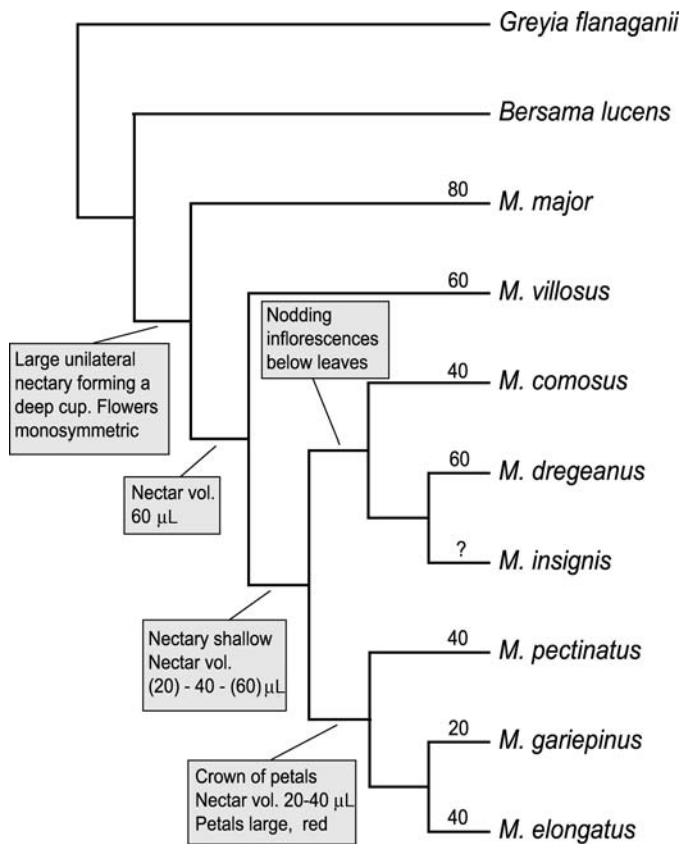 Greyia flanaganii
Bersama lucens
80
M. major
60
M. villosus
Nodding
inflorescences
below leaves
Large unilateral
nectary forming a
deep cup. Flowers
monosymmetric
40
M. comosus
60
M. dregeanus
Nectar vol.
60 μL
?
M. insignis
Nectary shallow
Nectar vol.
(20) - 40 - (60) μL
40
M. pectinatus
20
M. gariepinus
Crown of petals
Nectar vol. 20-40 μL
Petals large, red
40
M. elongatus